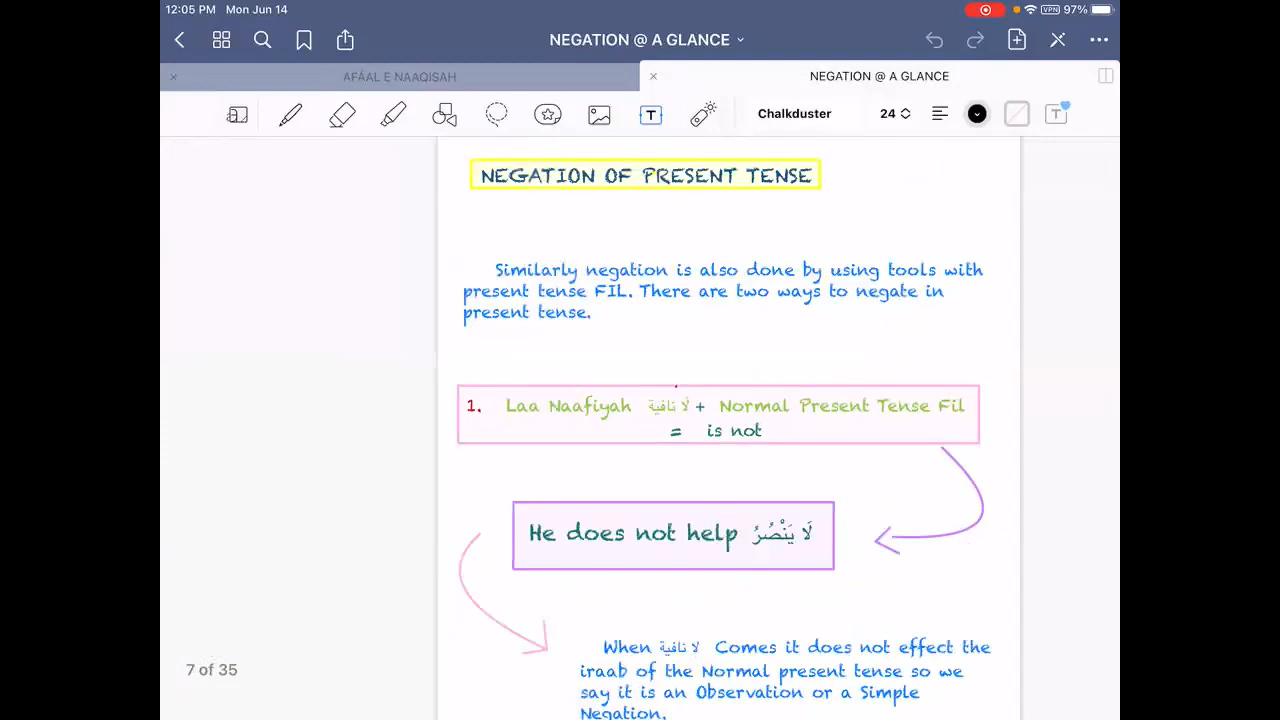 12:05 PM Mon Jun 14
VPN 97%
NEGATION @ A GLANCE
AFÁAL E NAAQISAH
NEGATION @ A GLANCE
T Chalkduster 24 T
NEGATION OF PRESENT TENSE
Similarly negation is also done by using tools with
present tense FIL. There are two ways to negate in
present tense.
1. Laa Naafiyah لا نافية + Normal Present Tense Fil
= is not
He does not help لَا يَنْصُرُ
When لا نافية Comes it does not effect the
iraab of the Normal present tense so we
say it is an Observation or a Simple
Negation.
7 of 35